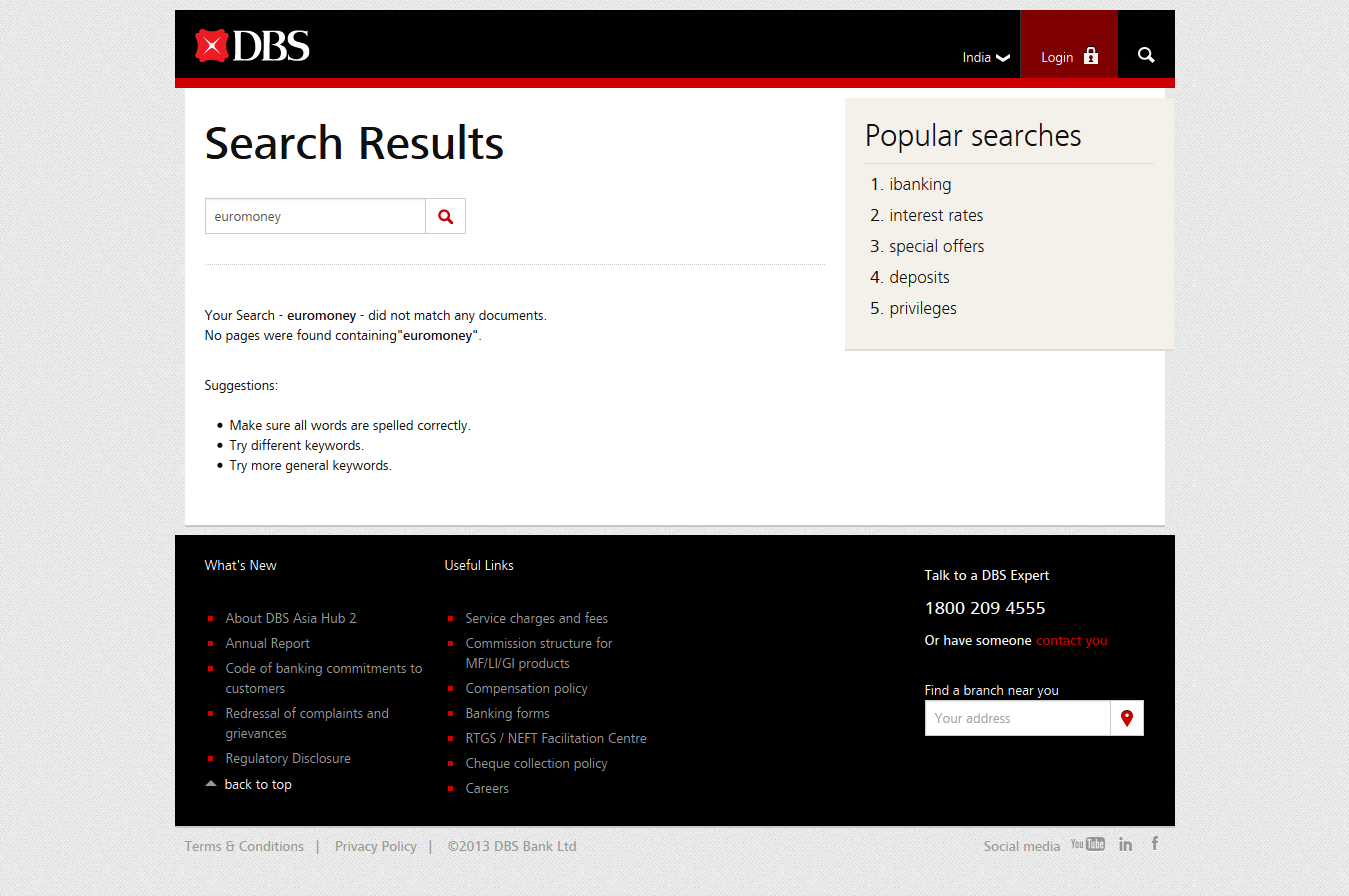 DBS
India
Login
Search Results
euromoney
Your Search - euromoney - did not match any documents.
No pages were found containing"euromoney".
Suggestions:
Make sure all words are spelled correctly.
Try different keywords.
Try more general keywords.
Popular searches
1. ibanking
2. interest rates
3. special offers
4. deposits
5. privileges
What's New
About DBS Asia Hub 2
Annual Report
Code of banking commitments to
customers
Redressal of complaints and
grievances
Regulatory Disclosure
back to top
Useful Links
Service charges and fees
Commission structure for
MF/LI/GI products
Compensation policy
Banking forms
RTGS / NEFT Facilitation Centre
Cheque collection policy
Careers
Talk to a DBS Expert
1800 209 4555
Or have someone contact you
Find a branch near you
Your address
Terms & Conditions | Privacy Policy | ©2013 DBS Bank Ltd
Social media You Tube in f